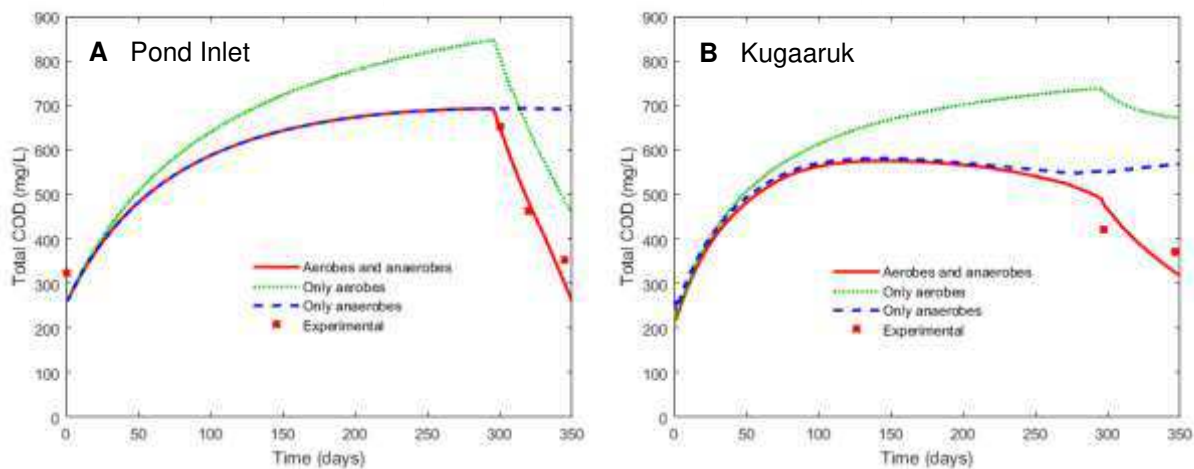 A Pond Inlet
900
800
700
600
500
400
300
200
100
0
Total COD (mg/L)
Aerobes and anaerobes
Only aerobes
Only anaerobes
Experimental
0 50 100 150 200 250 300 350
Time (days)
B Kugaaruk
900
800
700
600
500
400
300
200
100
0
Total COD (mg/L)
Aerobes and anaerobes
Only aerobes
Only anaerobes
Experimental
0 50 100 150 200 250 300 350
Time (days)